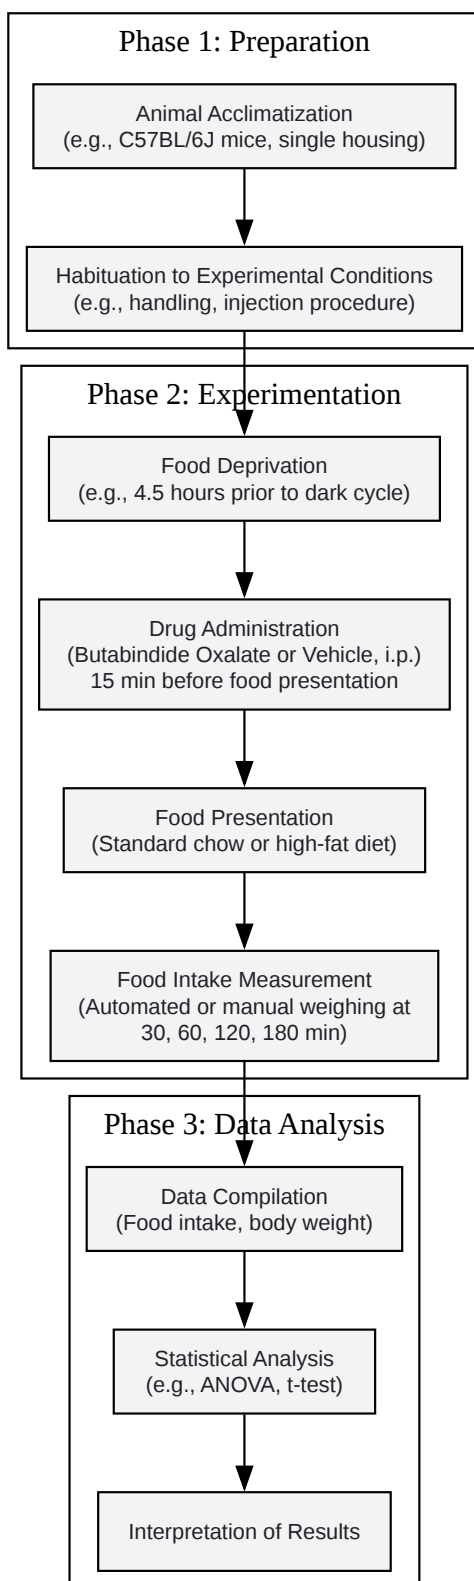 Phase 1: Preparation
Animal Acclimatization
(e.g., C57BL/6J mice, single housing)
Habituation to Experimental Conditions
(e.g., handling, injection procedure)
Phase 2: Experimentation
Food Deprivation
(e.g., 4.5 hours prior to dark cycle)
Drug Administration
(Butabindide Oxalate or Vehicle, i.p.)
15 min before food presentation
Food Presentation
(Standard chow or high-fat diet)
Food Intake Measurement
(Automated or manual weighing at
30, 60, 120, 180 min)
Phase 3: Data Analysis
Data Compilation
(Food intake, body weight)
Statistical Analysis
(e.g., ANOVA, t-test)
Interpretation of Results